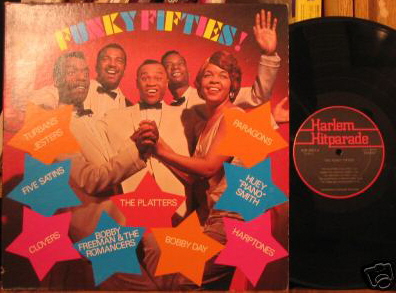 FUNKY FIFTIES!
TURBANS
JESTERS
PARAGONS
FIVE SATINS
HUEY
"PIANO"
SMITH
THE PLATTERS
CLOVERS
BOBBY
FREEMAN & THE
ROMANCERS
BOBBY DAY
HARPTONES
Harlem
Hitparade